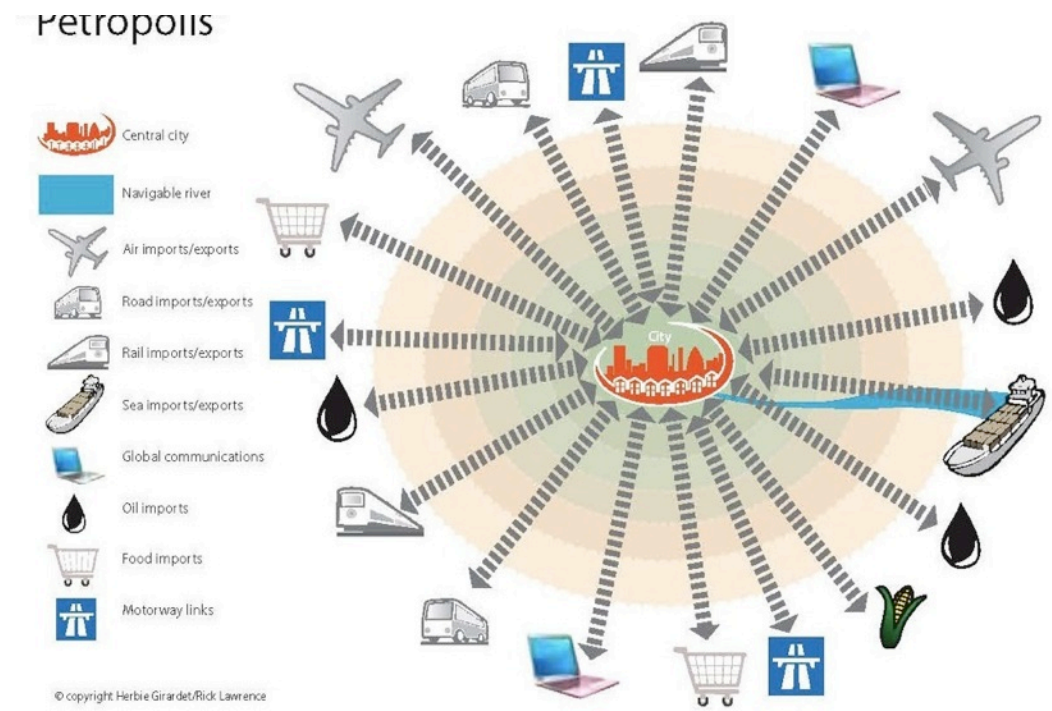 Petropolis
Central city
Navigable river
Air imports/exports
Road imports/exports
Rail imports/exports
Sea imports/exports
Global communications
Oil imports
Food imports
Motorway links
City
© copyright Herbie Girardet/Rick Lawrence